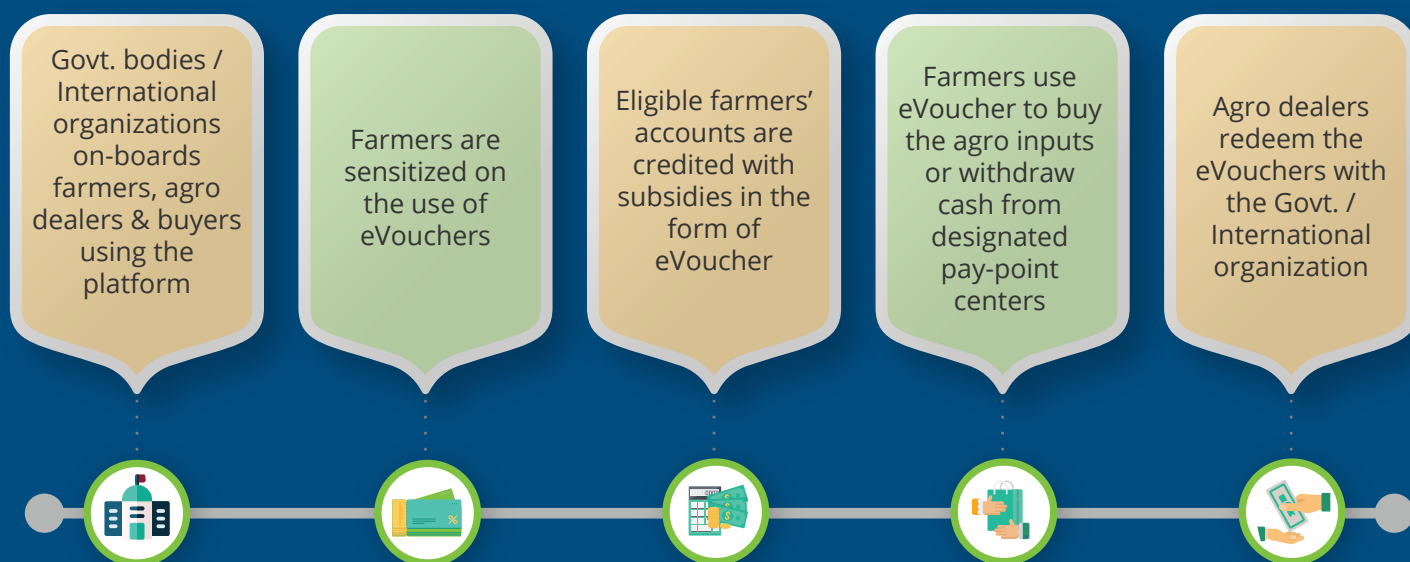 Govt. bodies /
International
organizations
on-boards
farmers, agro
dealers & buyers
using the
platform
Farmers are
sensitized on
the use of
eVouchers
Eligible farmers’
accounts are
credited with
subsidies in the
form of
eVoucher
Farmers use
eVoucher to buy
the agro inputs
or withdraw
cash from
designated
pay-point
centers
Agro dealers
redeem the
eVouchers with
the Govt. /
International
organization
%